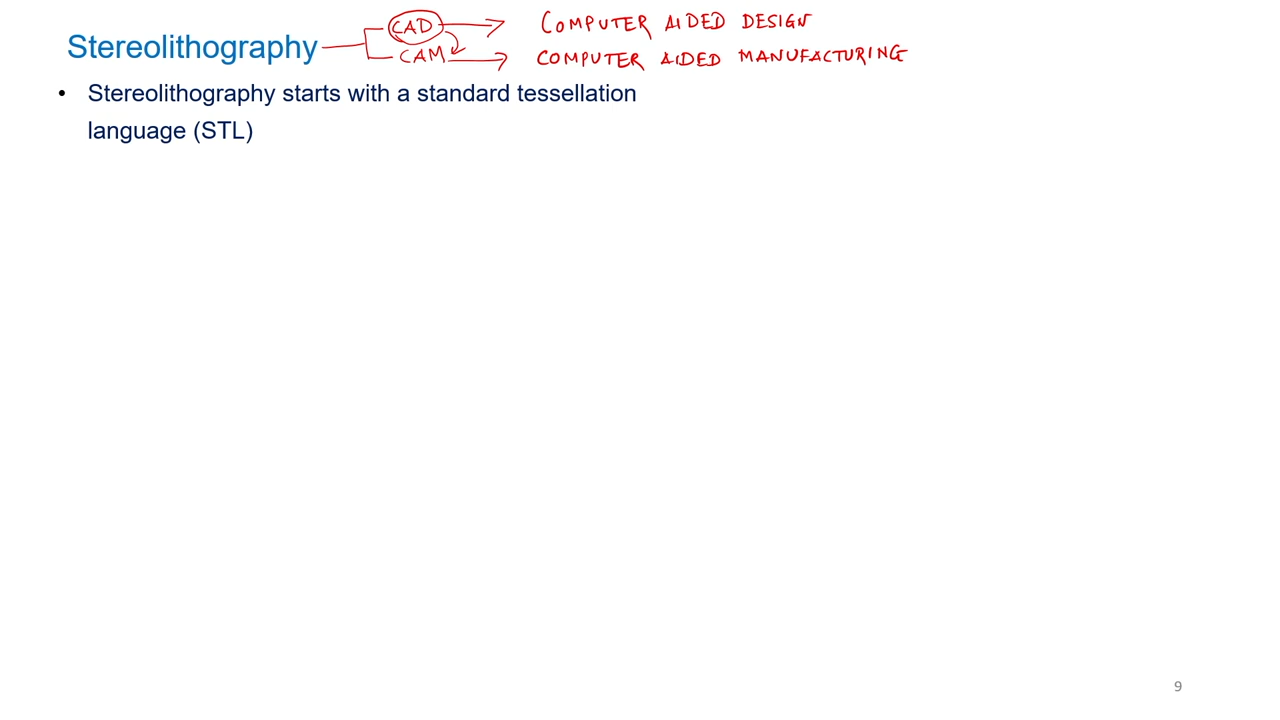 Stereolithography
CAD → COMPUTER AIDED DESIGN
CAM → COMPUTER AIDED MANUFACTURING
• Stereolithography starts with a standard tessellation
language (STL)
9